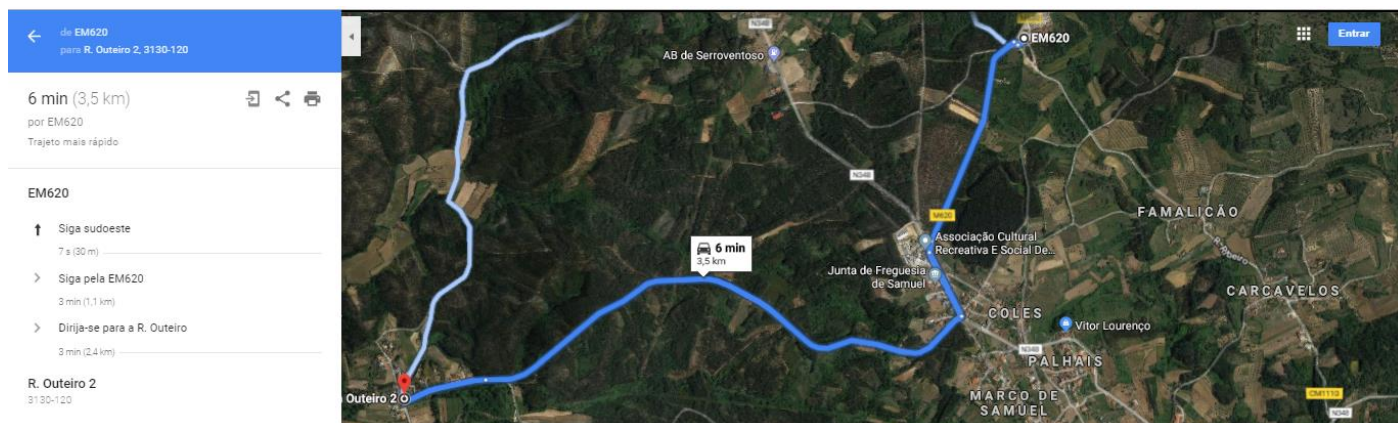 de EM620
para R. Outeiro 2, 3130-120
6 min (3,5 km)
por EM620
Trajeto mais rápido
EM620
Siga sudoeste
7 s (30 m)
Siga pela EM620
3 min (1,1 km)
Dirija-se para a R. Outeiro
3 min (2,4 km)
R. Outeiro 2
3130-120
N348
EM620
Entrar
AB de Serroventoso
N348
M620
FAMALICÃO
Associação Cultural
Recreativa E Social De...
6 min
3,5 km
R. Ribeiro
Junta de Freguesia
de Samuel
CARCAVELOS
COLES
Vitor Lourenço
N348
PALHAIS
Outeiro 2
MARCO DE
SAMUEL
CM1110
N348